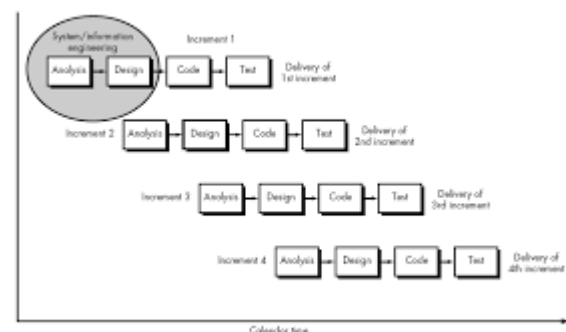 System/information
engineering
Increment 1
Analysis
Design
Code
Test
Delivery of
1st increment
Increment 2
Analysis
Design
Code
Test
Delivery of
2nd increment
Increment 3
Analysis
Design
Code
Test
Delivery of
3rd increment
Increment 4
Analysis
Design
Code
Test
Delivery of
4th increment
Calendar time